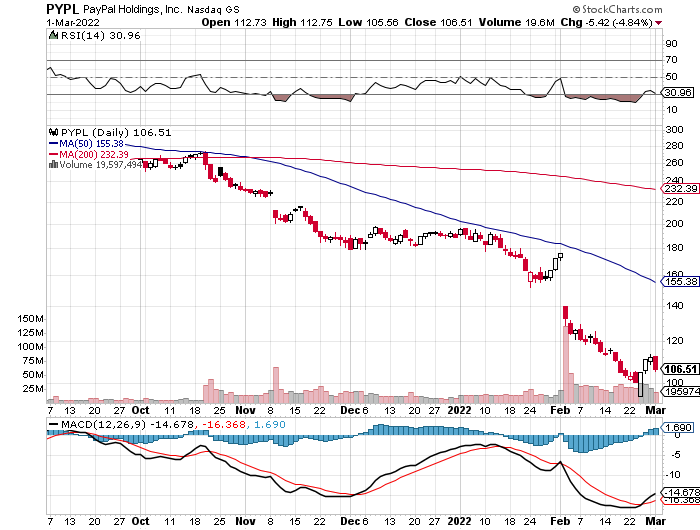 PYPL PayPal Holdings, Inc. Nasdaq GS © StockCharts.com
1-Mar-2022 Open 112.73 High 112.75 Low 105.56 Close 106.51 Volume 19.6M Chg -5.42 (-4.84%)
RSI(14) 30.96
90
70
50
30.96
10
PYPL (Daily) 106.51
MA(50) 155.38
MA(200) 232.39
Volume 19,597,494
300
280
260
240
232.39
220
200
180
160
155.38
140
120
106.51
100
195974
150M
125M
100M
75M
50M
25M
7 13 20 27 Oct 11 18 25 Nov 8 15 22 Dec 6 13 20 27 2022 10 18 24 Feb 7 14 22 Mar
MACD(12,26,9) -14.678, -16.368, 1.690
1.690
0
-5
-10
-14.678
-16.368
7 13 20 27 Oct 11 18 25 Nov 8 15 22 Dec 6 13 20 27 2022 10 18 24 Feb 7 14 22 Mar